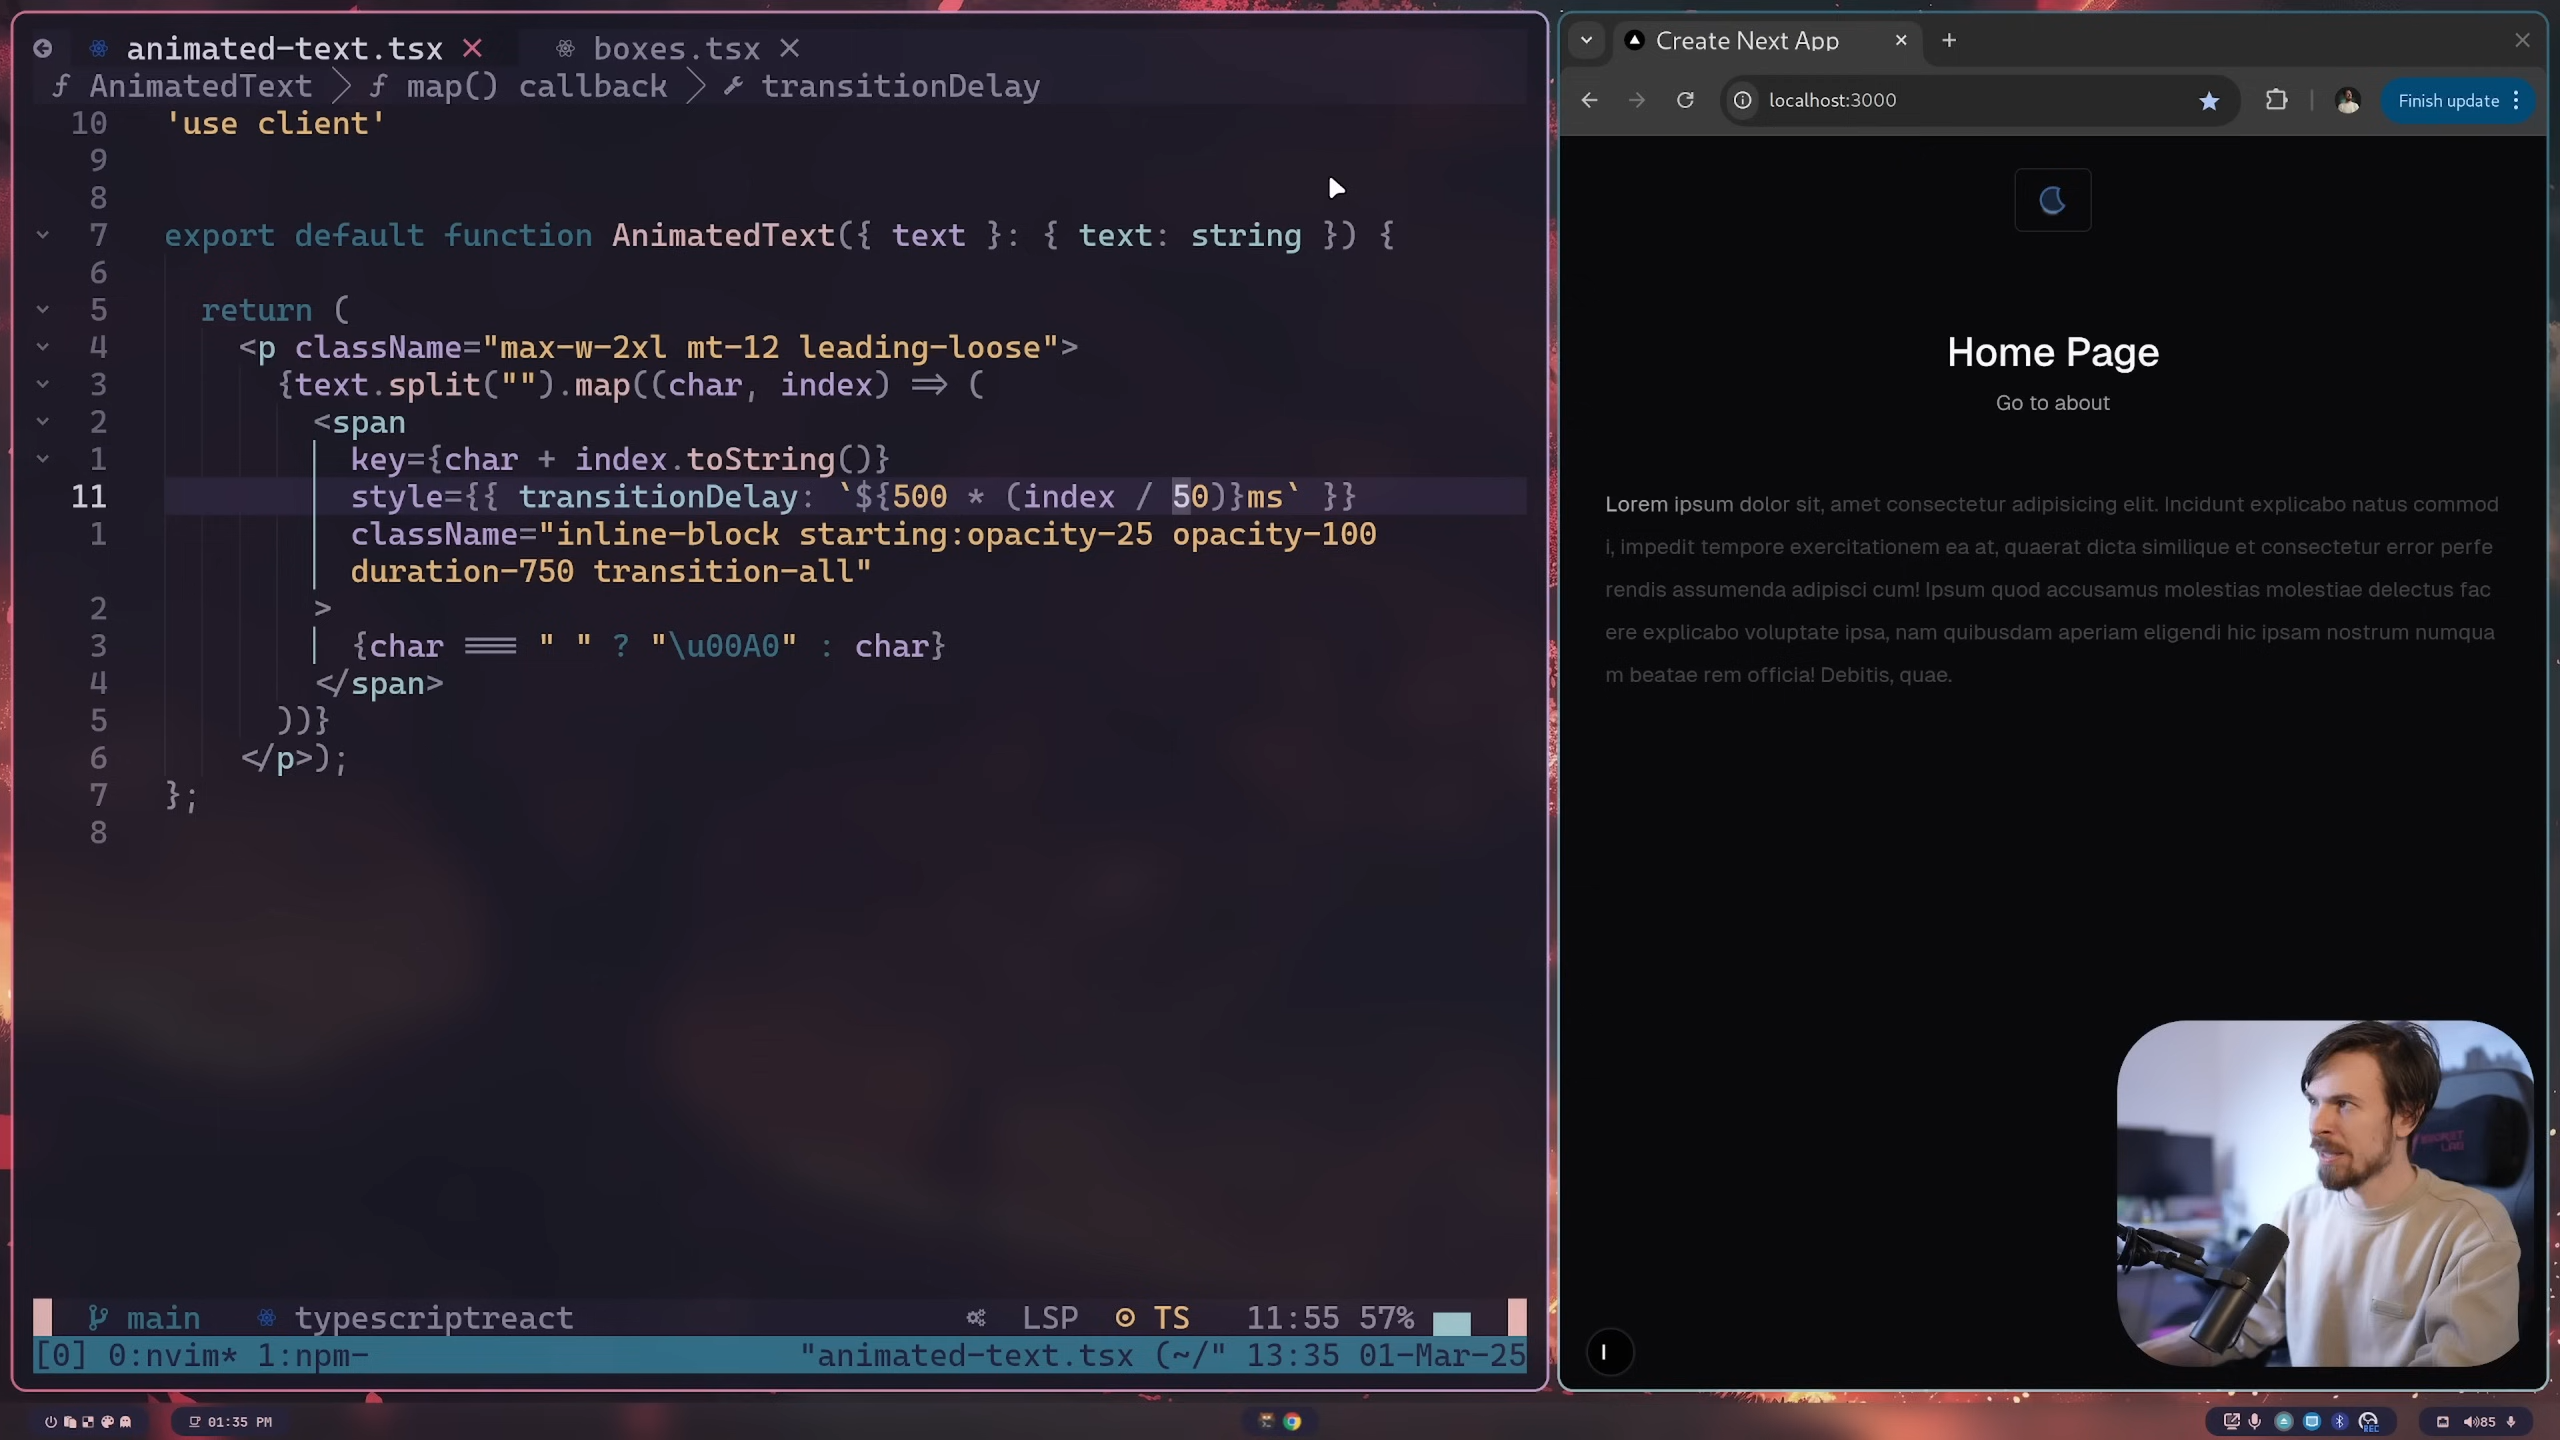 animated-text.tsx
boxes.tsx
AnimatedText
map() callback
transitionDelay
10 'use client'
9
8
7 export default function AnimatedText({ text }: { text: string }) {
6
5 return (
4 <p className="max-w-2xl mt-12 leading-loose">
3 {text.split("").map((char, index) => (
2 <span
1 key={char + index.toString()}
11 style={{ transitionDelay: `${500 * (index / 50)}ms` }}
1 className="inline-block starting:opacity-25 opacity-100
duration-750 transition-all"
2 >
3 {char === " " ? "\u00A0" : char}
4 </span>
5 ))}
6 </p>);
7 };
8
main typescriptreact LSP TS 11:55 57%
[0] 0:nvim* 1:npm- "animated-text.tsx (~/" 13:35 01-Mar-25
Create Next App
localhost:3000
Finish update
Home Page
Go to about
Lorem ipsum dolor sit, amet consectetur adipisicing elit. Incidunt explicabo natus commod
i, impedit tempore exercitationem ea at, quaerat dicta similique et consectetur error perfe
rendis assumenda adipisci cum! Ipsum quod accusamus molestias molestiae delectus fac
ere explicabo voluptate ipsa, nam quibusdam aperiam eligendi hic ipsam nostrum numqua
m beatae rem officia! Debitis, quae.
01:35 PM
REC
85